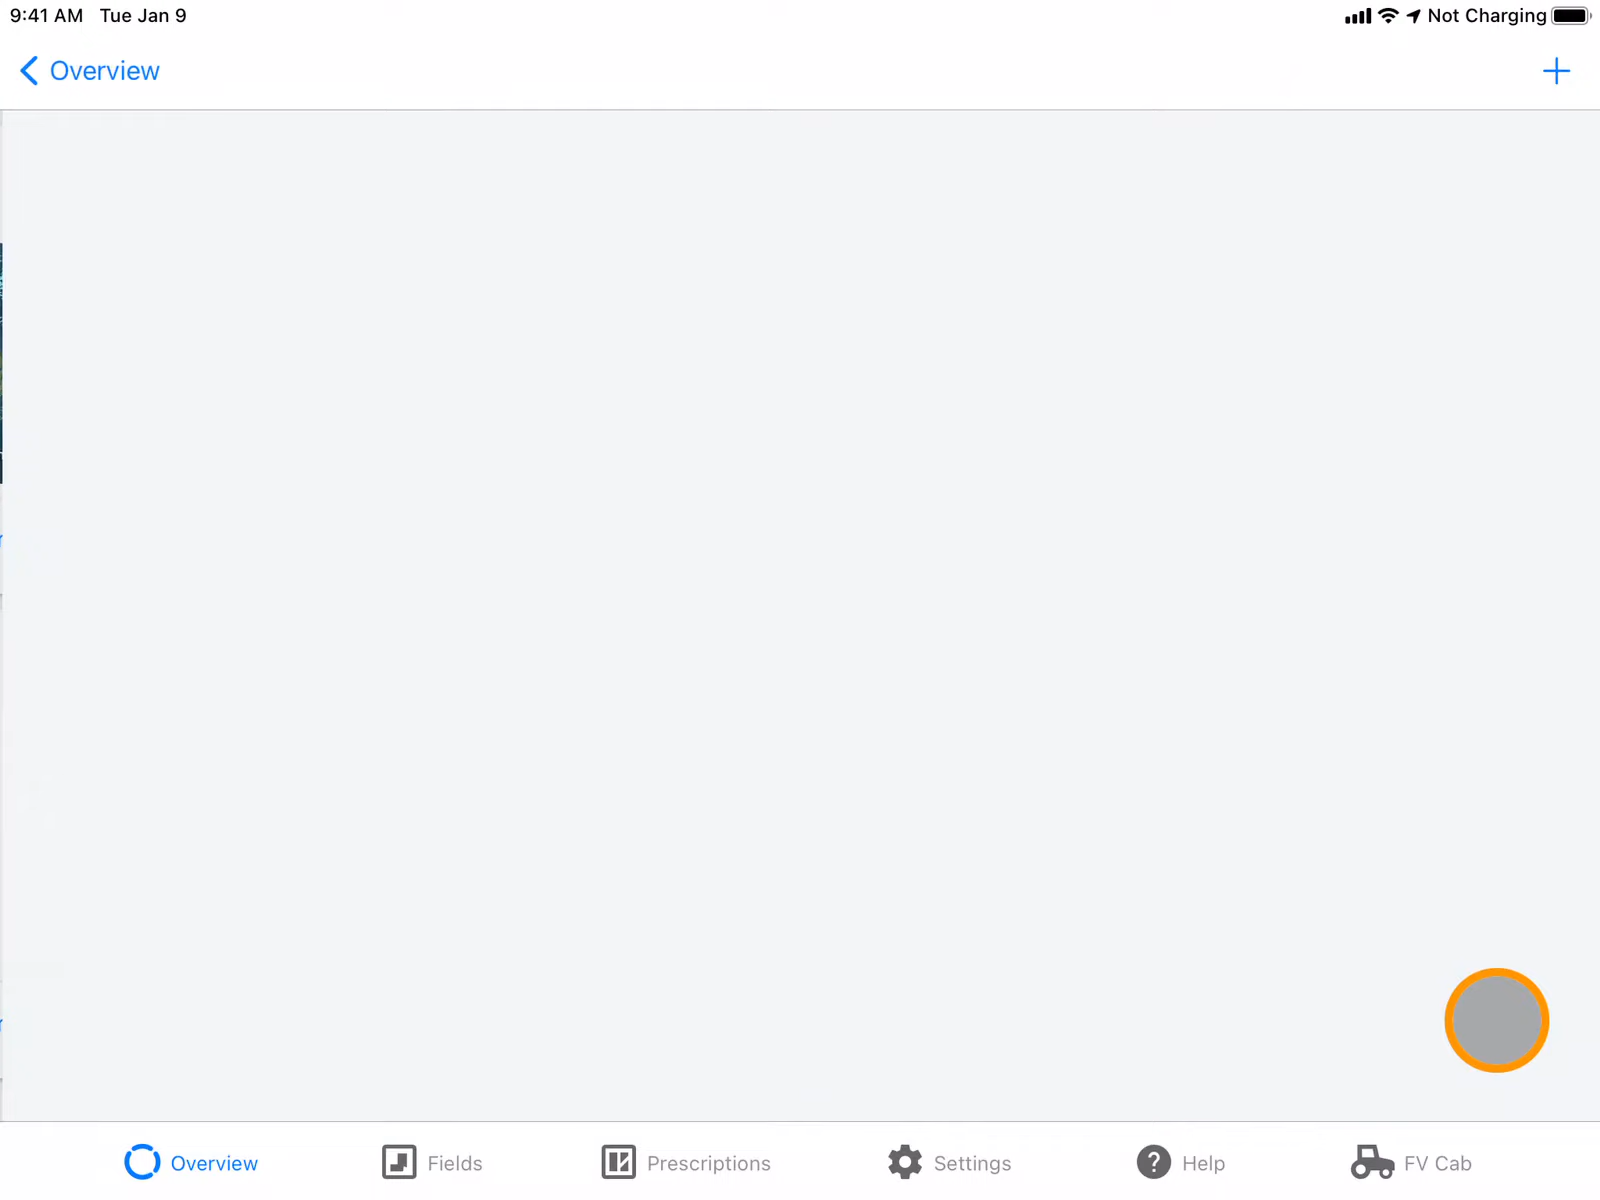 9:41 AM Tue Jan 9
Not Charging
Overview
Overview
Fields
Prescriptions
Settings
Help
FV Cab